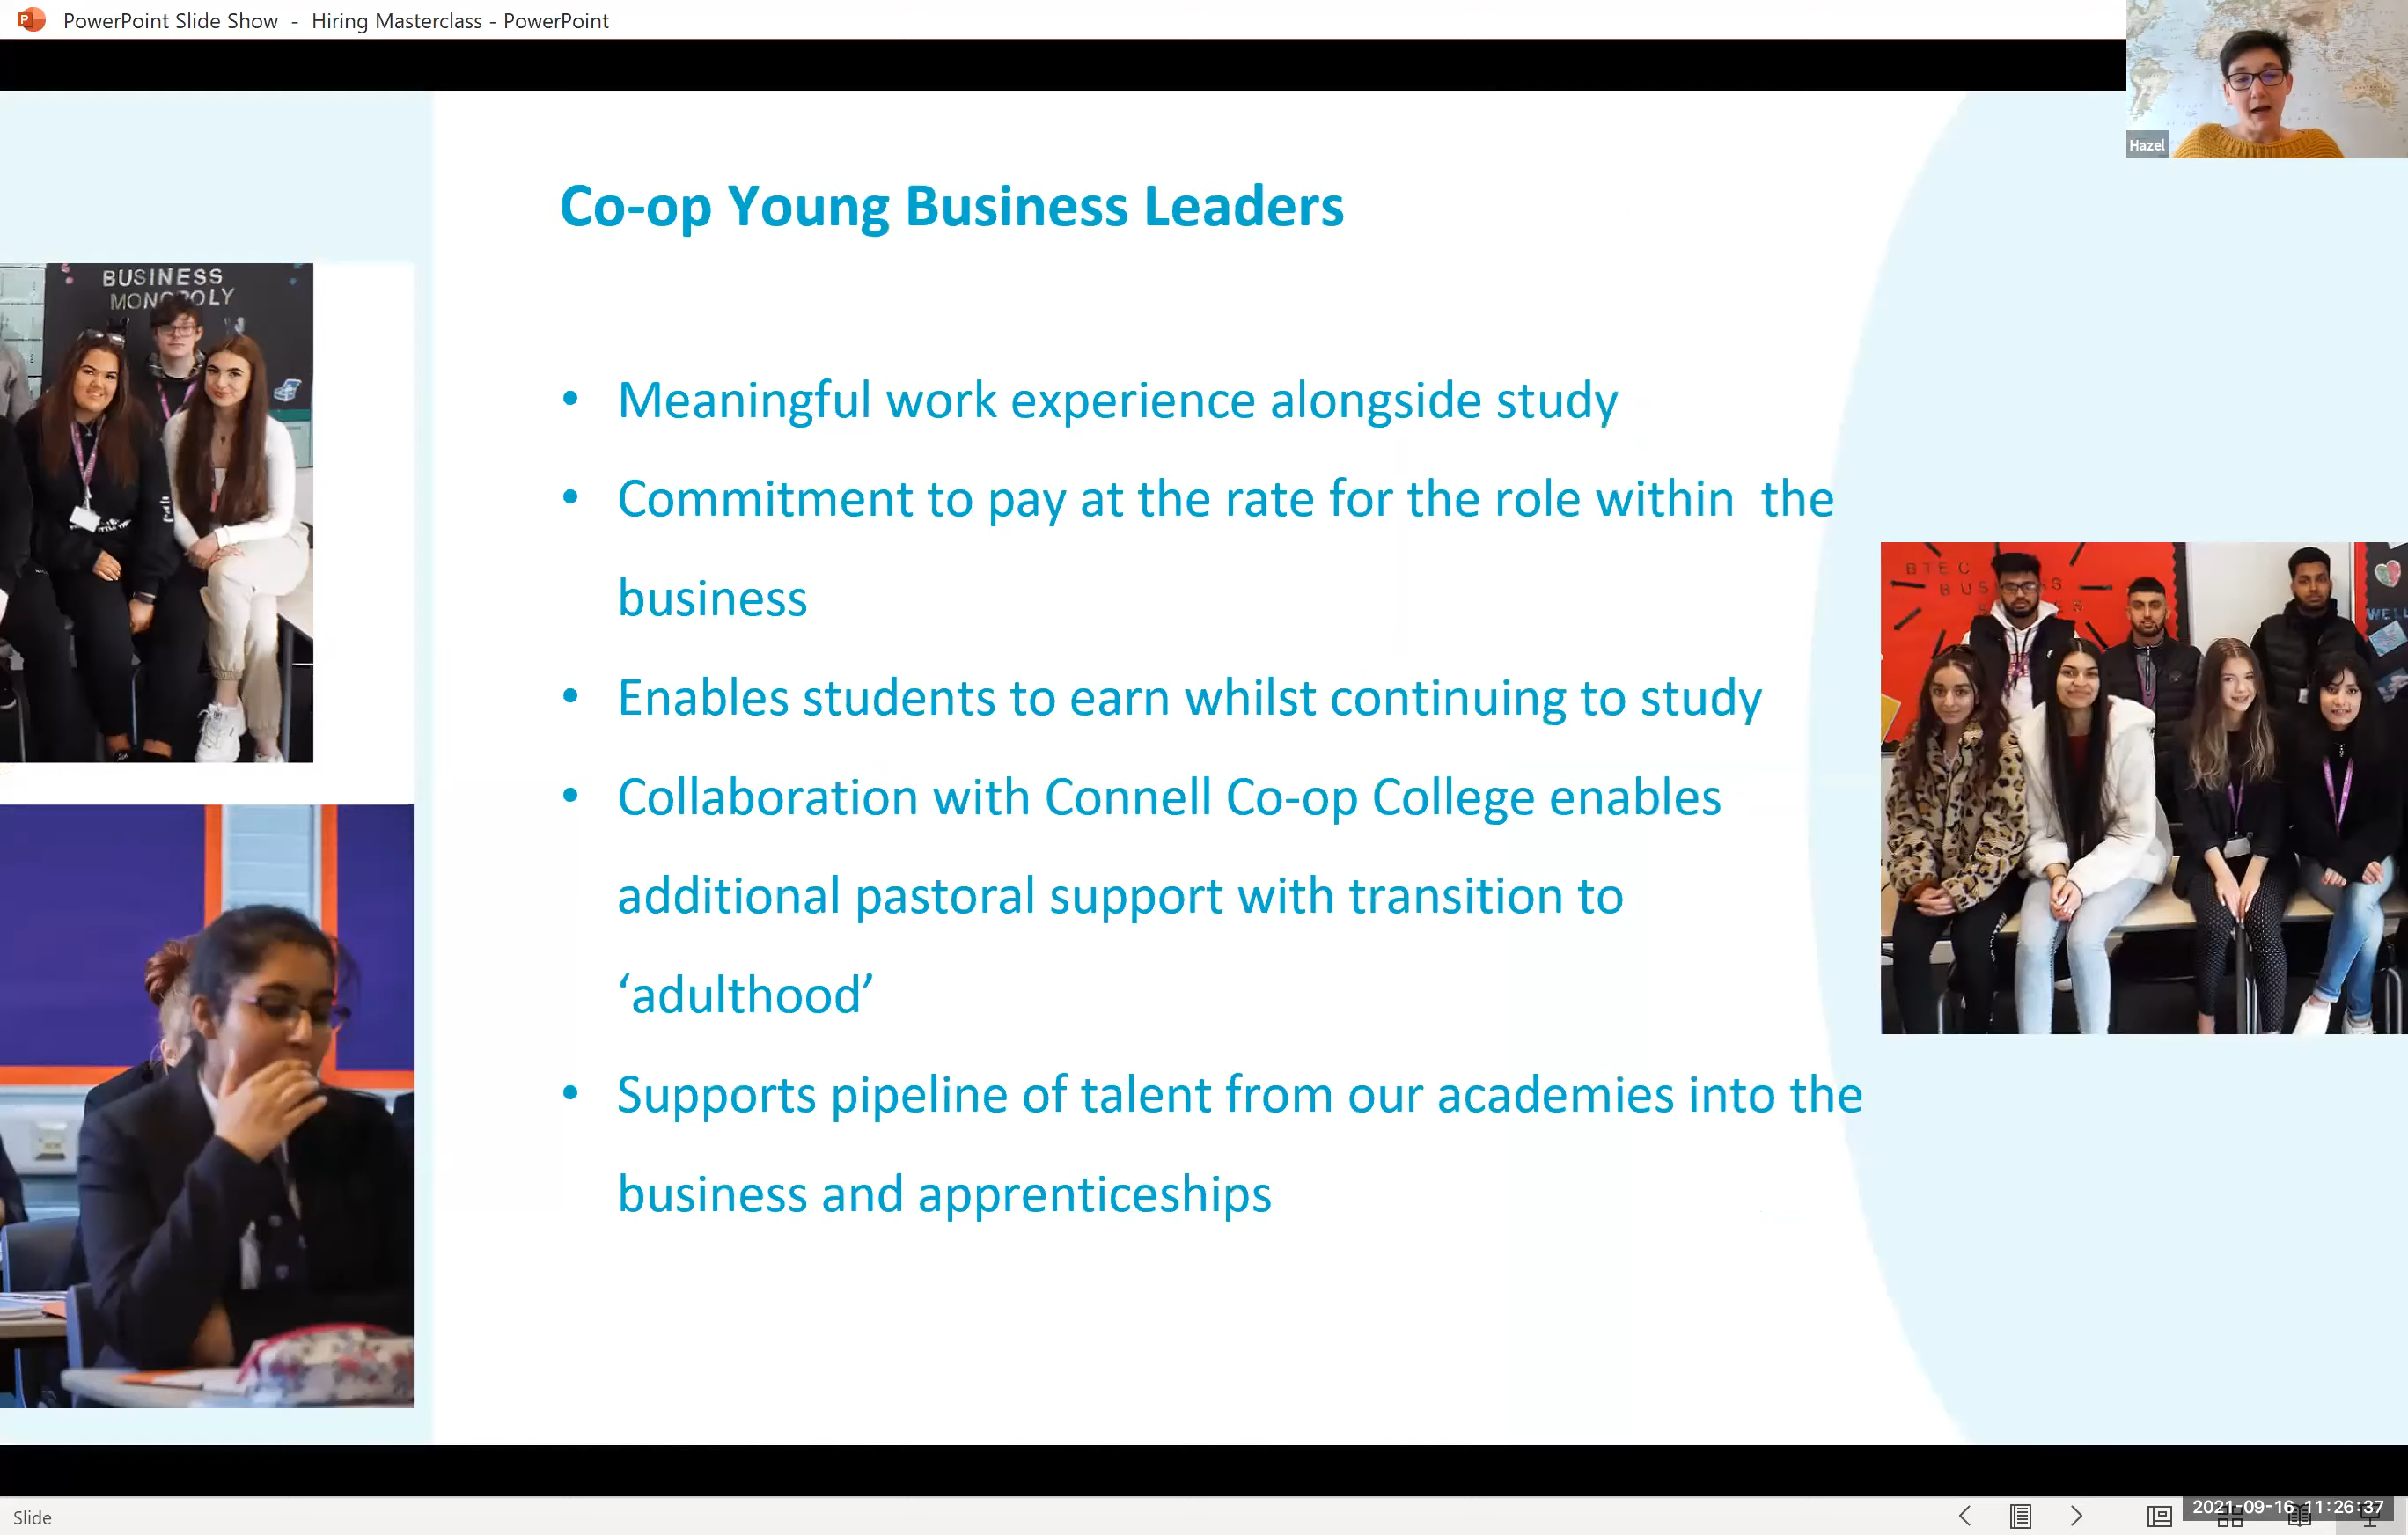 PowerPoint Slide Show  -  Hiring Masterclass - PowerPoint
Hazel
Co-op Young Business Leaders
BUSINESS
• Meaningful work experience alongside study
• Commitment to pay at the rate for the role within  the
business
• Enables students to earn whilst continuing to study
• Collaboration with Connell Co-op College enables
additional pastoral support with transition to
‘adulthood’
• Supports pipeline of talent from our academies into the
business and apprenticeships
BTEC
Slide
2021-09-16 11:26:37